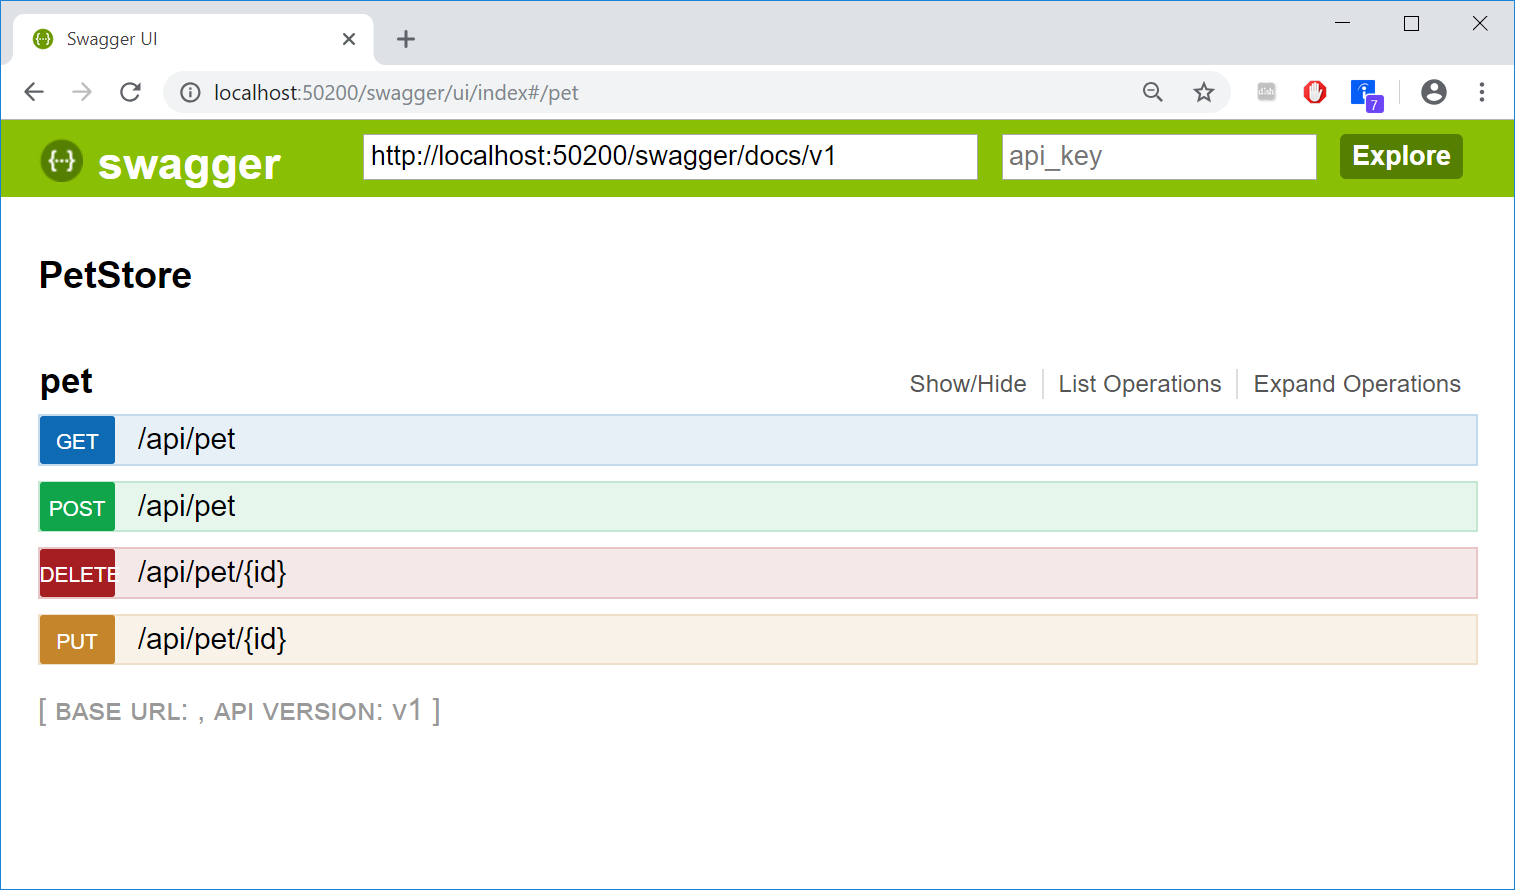 Swagger UI
localhost:50200/swagger/ui/index#/pet
dish
7
{...} swagger
http://localhost:50200/swagger/docs/v1
api_key
Explore
PetStore
pet
Show/Hide
List Operations
Expand Operations
GET /api/pet
POST /api/pet
DELETE /api/pet/{id}
PUT /api/pet/{id}
[ BASE URL: , API VERSION: v1 ]